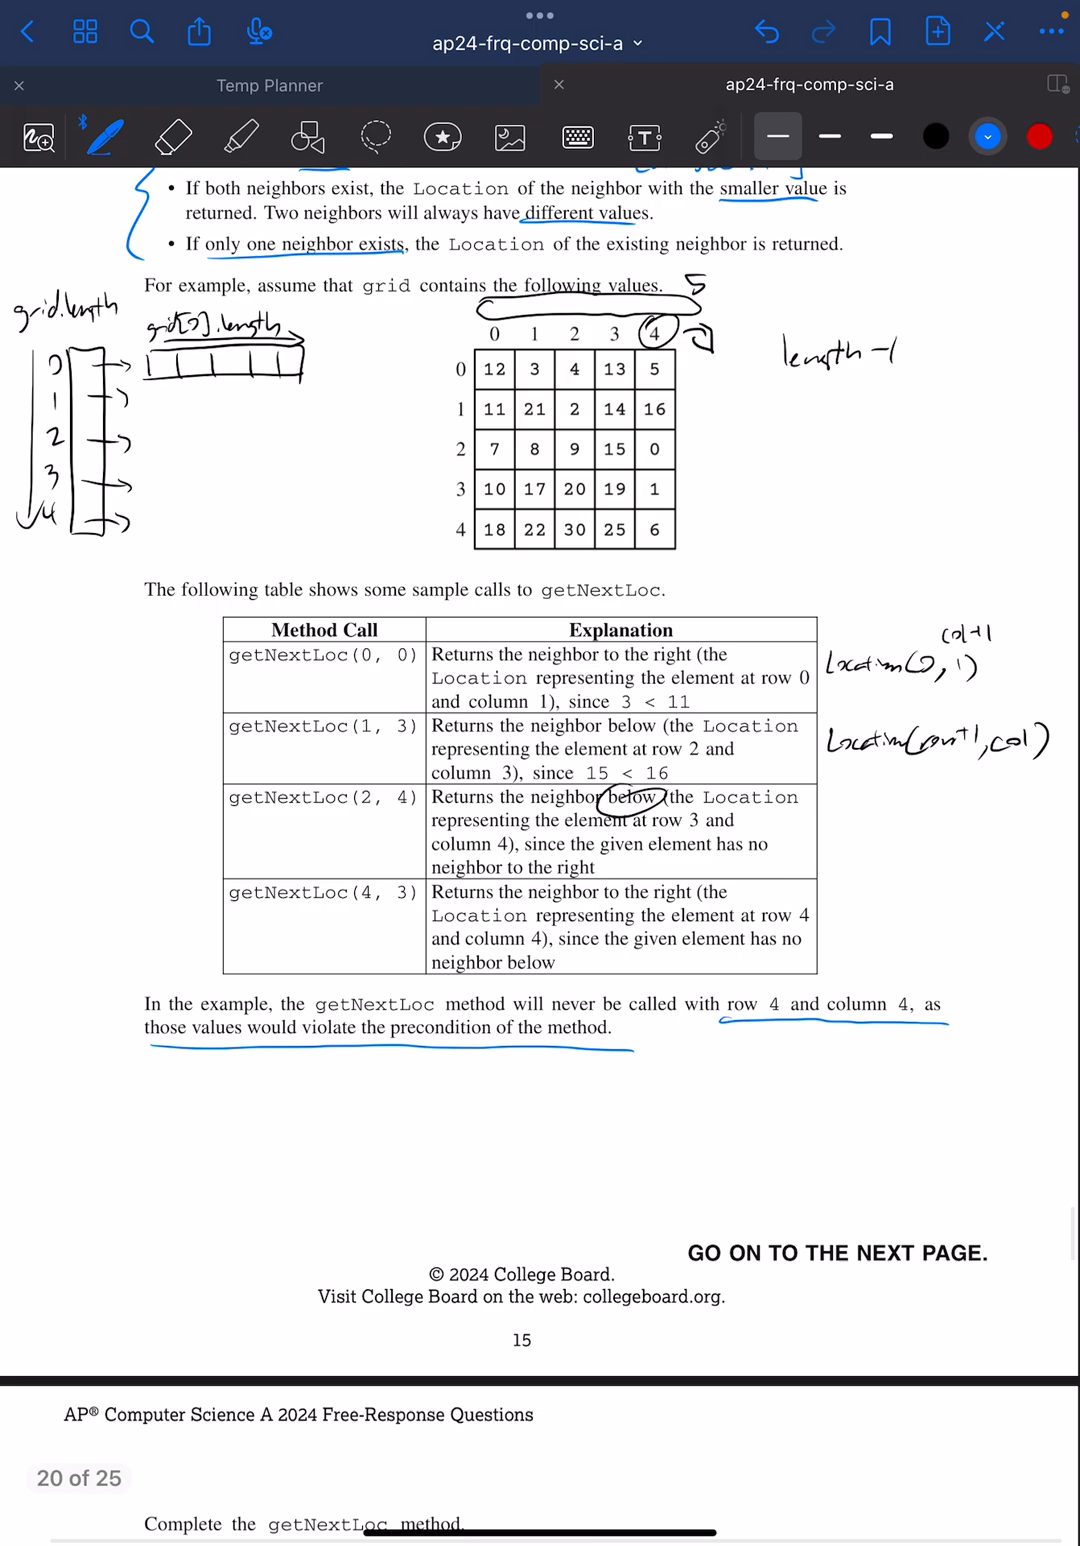 ap24-frq-comp-sci-a
Temp Planner
ap24-frq-comp-sci-a
• If both neighbors exist, the Location of the neighbor with the smaller value is
returned. Two neighbors will always have different values.
• If only one neighbor exists, the Location of the existing neighbor is returned.
For example, assume that grid contains the following values.
5
grid.length
grid[0].length
length -1
0 1 2 3 4
0 12 3 4 13 5
1 11 21 2 14 16
2 7 8 9 15 0
3 10 17 20 19 1
4 18 22 30 25 6
0
1
2
3
4
The following table shows some sample calls to getNextLoc.
Method Call Explanation
getNextLoc(0, 0) Returns the neighbor to the right (the
Location representing the element at row 0
and column 1), since 3 < 11
col+1
Location(0, 1)
getNextLoc(1, 3) Returns the neighbor below (the Location
representing the element at row 2 and
column 3), since 15 < 16
Location(row+1, col)
getNextLoc(2, 4) Returns the neighbor below (the Location
representing the element at row 3 and
column 4), since the given element has no
neighbor to the right
getNextLoc(4, 3) Returns the neighbor to the right (the
Location representing the element at row 4
and column 4), since the given element has no
neighbor below
In the example, the getNextLoc method will never be called with row 4 and column 4, as
those values would violate the precondition of the method.
GO ON TO THE NEXT PAGE.
© 2024 College Board.
Visit College Board on the web: collegeboard.org.
15
AP® Computer Science A 2024 Free-Response Questions
20 of 25
Complete the getNextLoc method.